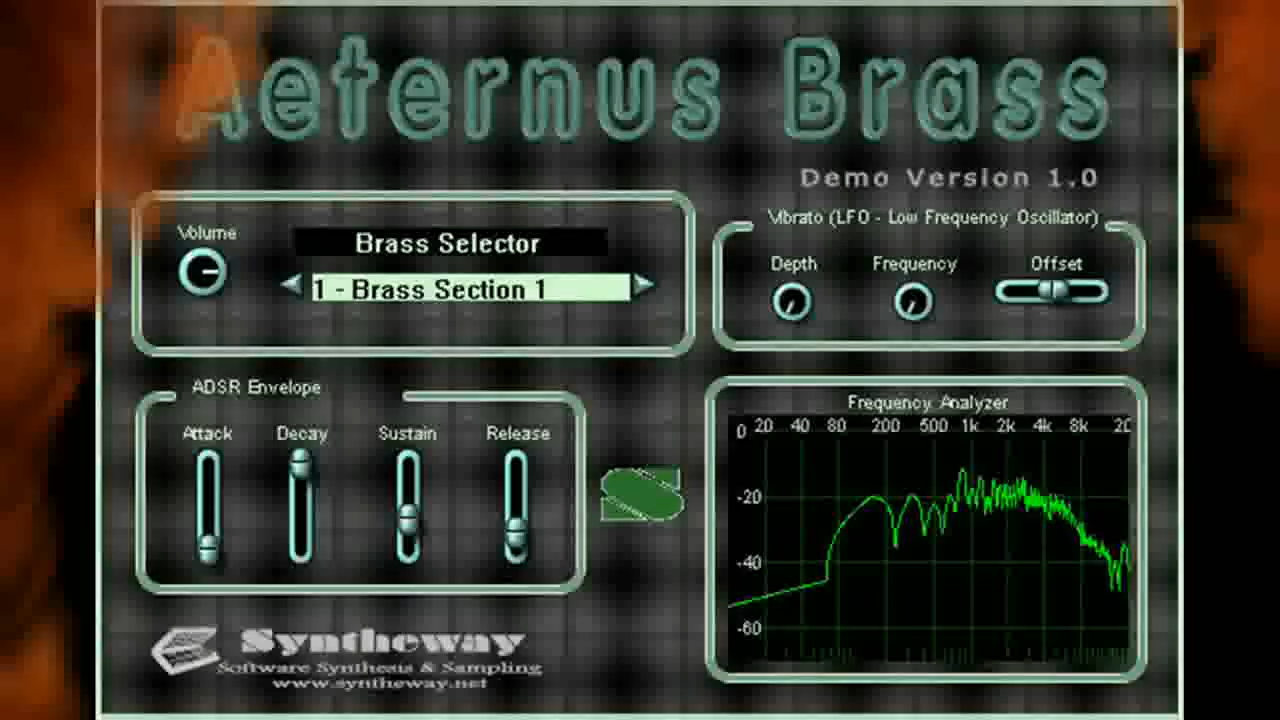 Aeternus Brass
Demo Version 1.0
Volume
Brass Selector
1 - Brass Section 1
Vibrato (LFO - Low Frequency Oscillator)
Depth Frequency Offset
ADSR Envelope
Attack Decay Sustain Release
Frequency Analyzer
0 20 40 80 200 500 1k 2k 4k 8k 20
-20
-40
-60
Syntheway
Software Synthesis & Sampling
www.syntheway.net